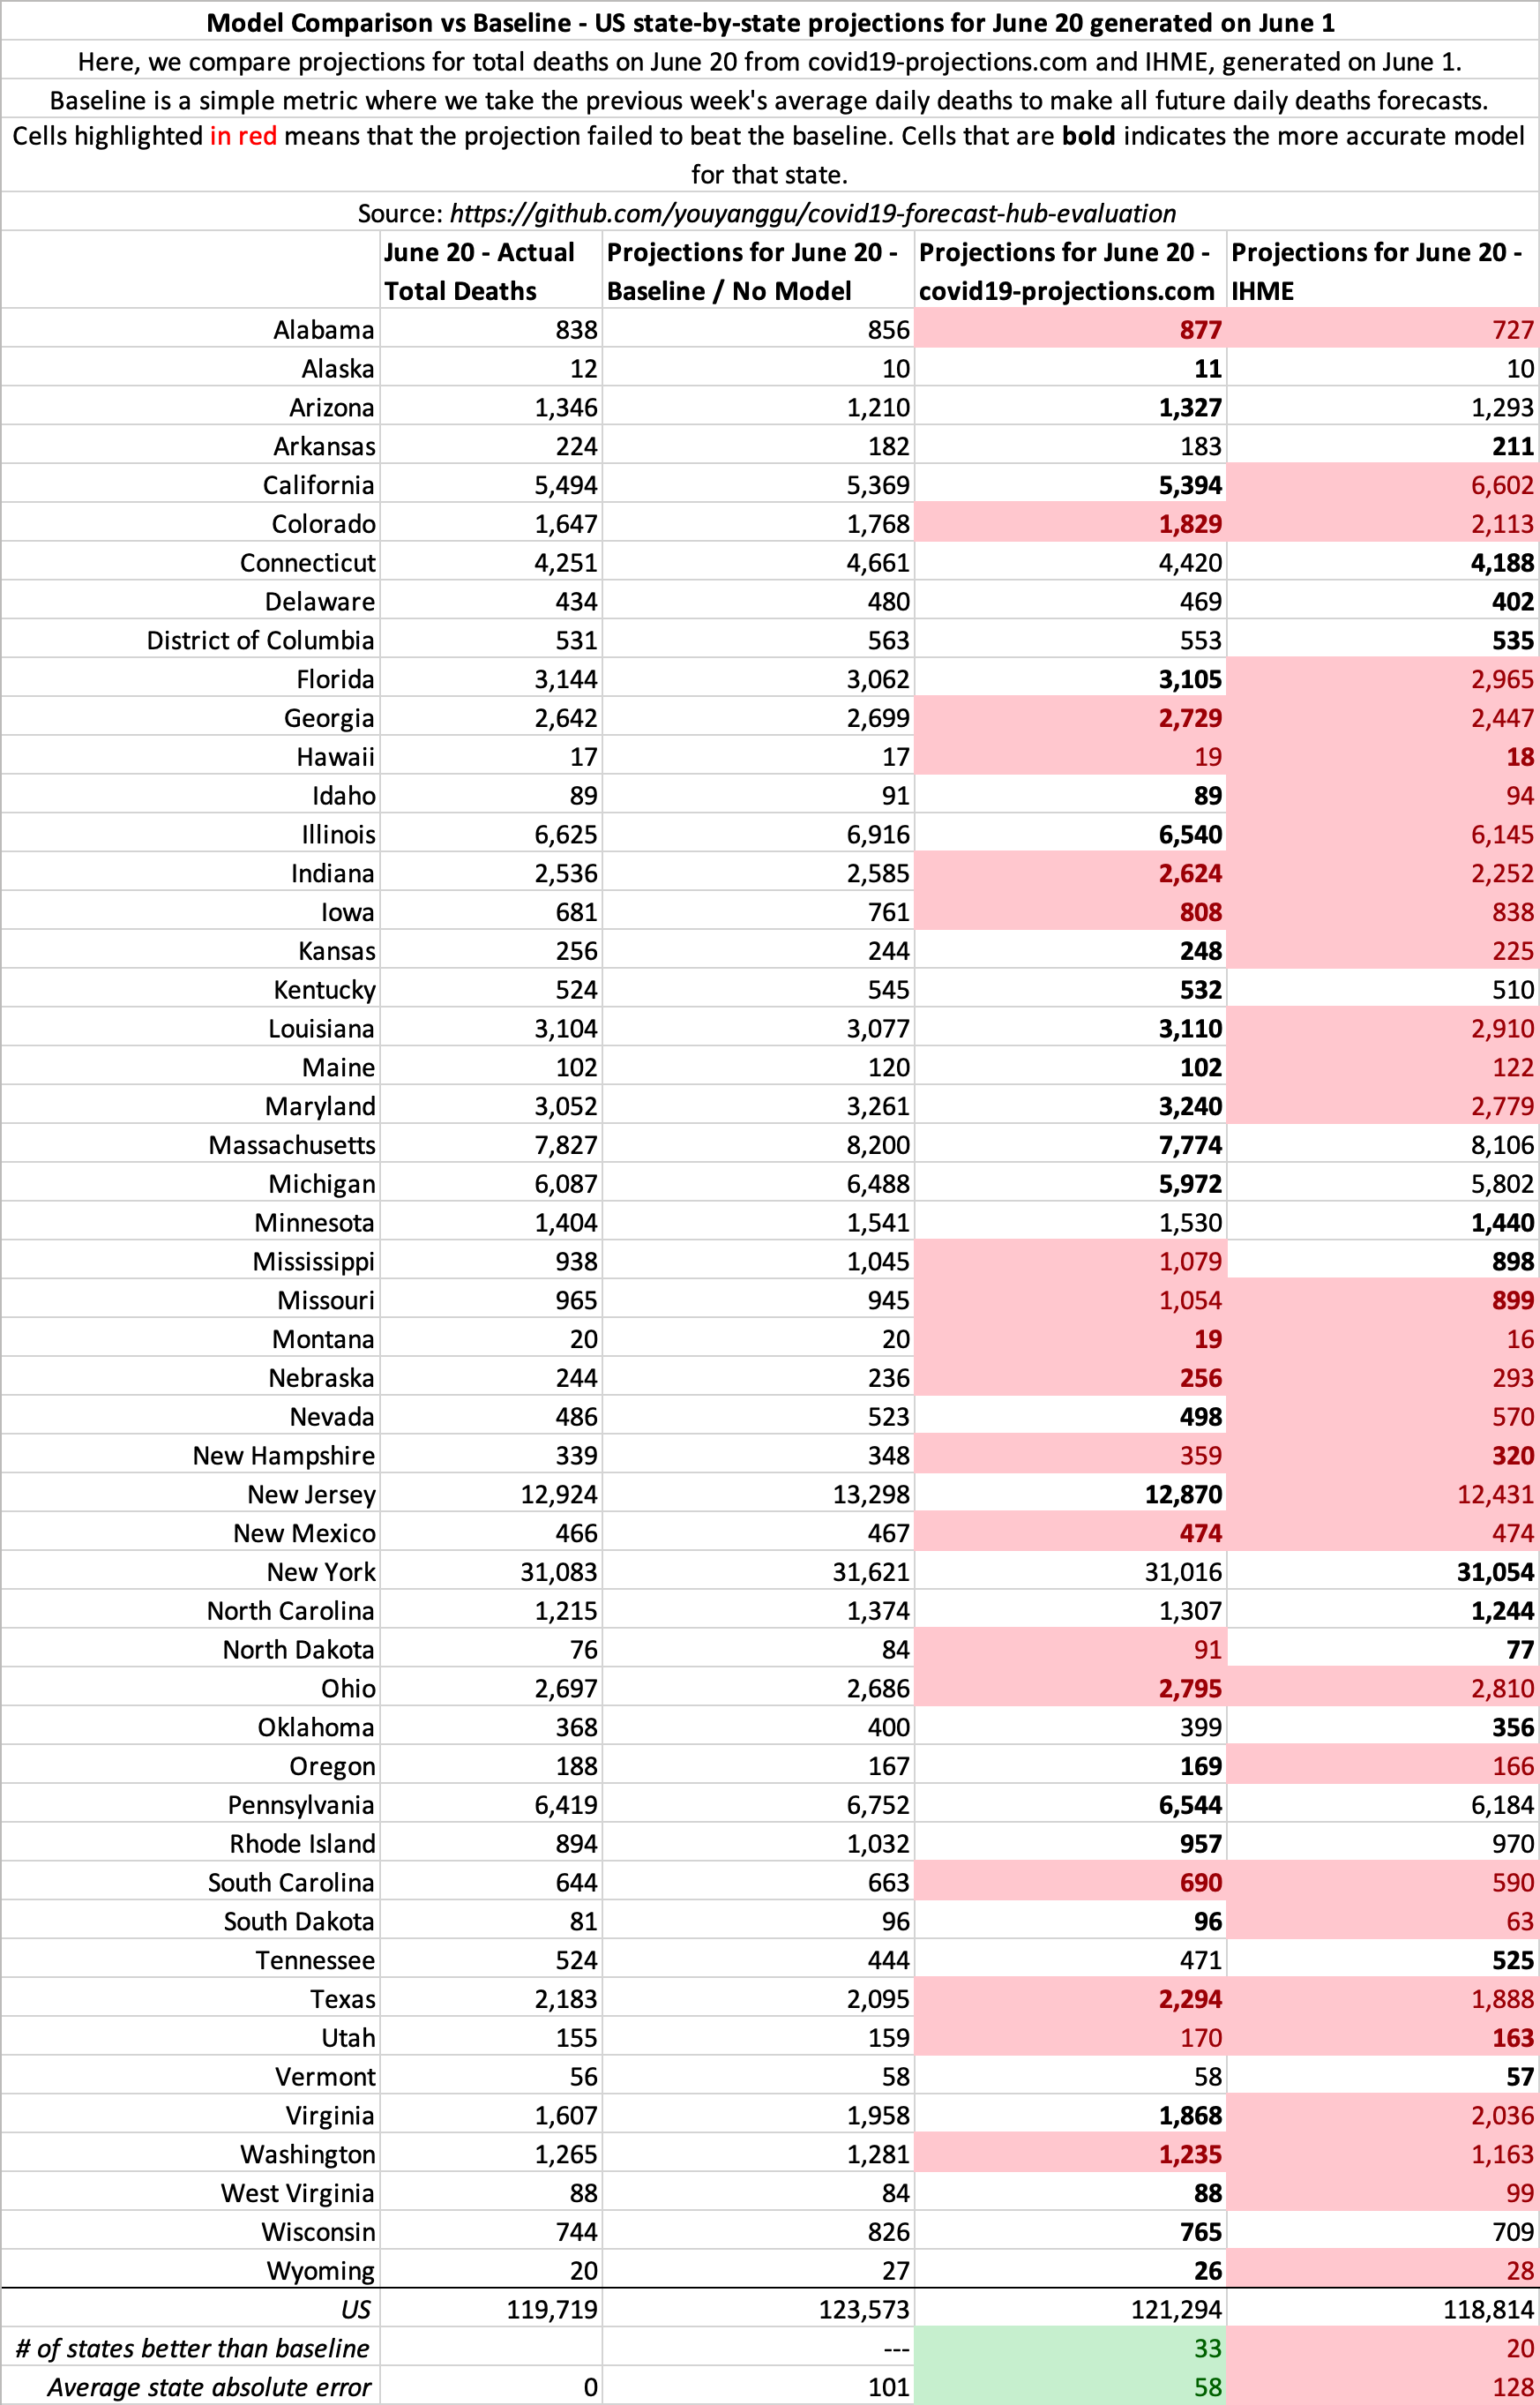 Model Comparison vs Baseline - US state-by-state projections for June 20 generated on June 1
Here, we compare projections for total deaths on June 20 from covid19-projections.com and IHME, generated on June 1.
Baseline is a simple metric where we take the previous week's average daily deaths to make all future daily deaths forecasts.
Cells highlighted in red means that the projection failed to beat the baseline. Cells that are bold indicates the more accurate model
for that state.
Source: https://github.com/youyanggu/covid19-forecast-hub-evaluation
June 20 - Actual Projections for June 20 - Projections for June 20 - Projections for June 20 -
Total Deaths Baseline / No Model covid19-projections.com IHME
Alabama 838 856 877 727
Alaska 12 10 11 10
Arizona 1,346 1,210 1,327 1,293
Arkansas 224 182 183 211
California 5,494 5,369 5,394 6,602
Colorado 1,647 1,768 1,829 2,113
Connecticut 4,251 4,661 4,420 4,188
Delaware 434 480 469 402
District of Columbia 531 563 553 535
Florida 3,144 3,062 3,105 2,965
Georgia 2,642 2,699 2,729 2,447
Hawaii 17 17 19 18
Idaho 89 91 89 94
Illinois 6,625 6,916 6,540 6,145
Indiana 2,536 2,585 2,624 2,252
Iowa 681 761 808 838
Kansas 256 244 248 225
Kentucky 524 545 532 510
Louisiana 3,104 3,077 3,110 2,910
Maine 102 120 102 122
Maryland 3,052 3,261 3,240 2,779
Massachusetts 7,827 8,200 7,774 8,106
Michigan 6,087 6,488 5,972 5,802
Minnesota 1,404 1,541 1,530 1,440
Mississippi 938 1,045 1,079 898
Missouri 965 945 1,054 899
Montana 20 20 19 16
Nebraska 244 236 256 293
Nevada 486 523 498 570
New Hampshire 339 348 359 320
New Jersey 12,924 13,298 12,870 12,431
New Mexico 466 467 474 474
New York 31,083 31,621 31,016 31,054
North Carolina 1,215 1,374 1,307 1,244
North Dakota 76 84 91 77
Ohio 2,697 2,686 2,795 2,810
Oklahoma 368 400 399 356
Oregon 188 167 169 166
Pennsylvania 6,419 6,752 6,544 6,184
Rhode Island 894 1,032 957 970
South Carolina 644 663 690 590
South Dakota 81 96 96 63
Tennessee 524 444 471 525
Texas 2,183 2,095 2,294 1,888
Utah 155 159 170 163
Vermont 56 58 58 57
Virginia 1,607 1,958 1,868 2,036
Washington 1,265 1,281 1,235 1,163
West Virginia 88 84 88 99
Wisconsin 744 826 765 709
Wyoming 20 27 26 28
US 119,719 123,573 121,294 118,814
# of states better than baseline --- 33 20
Average state absolute error 0 101 58 128